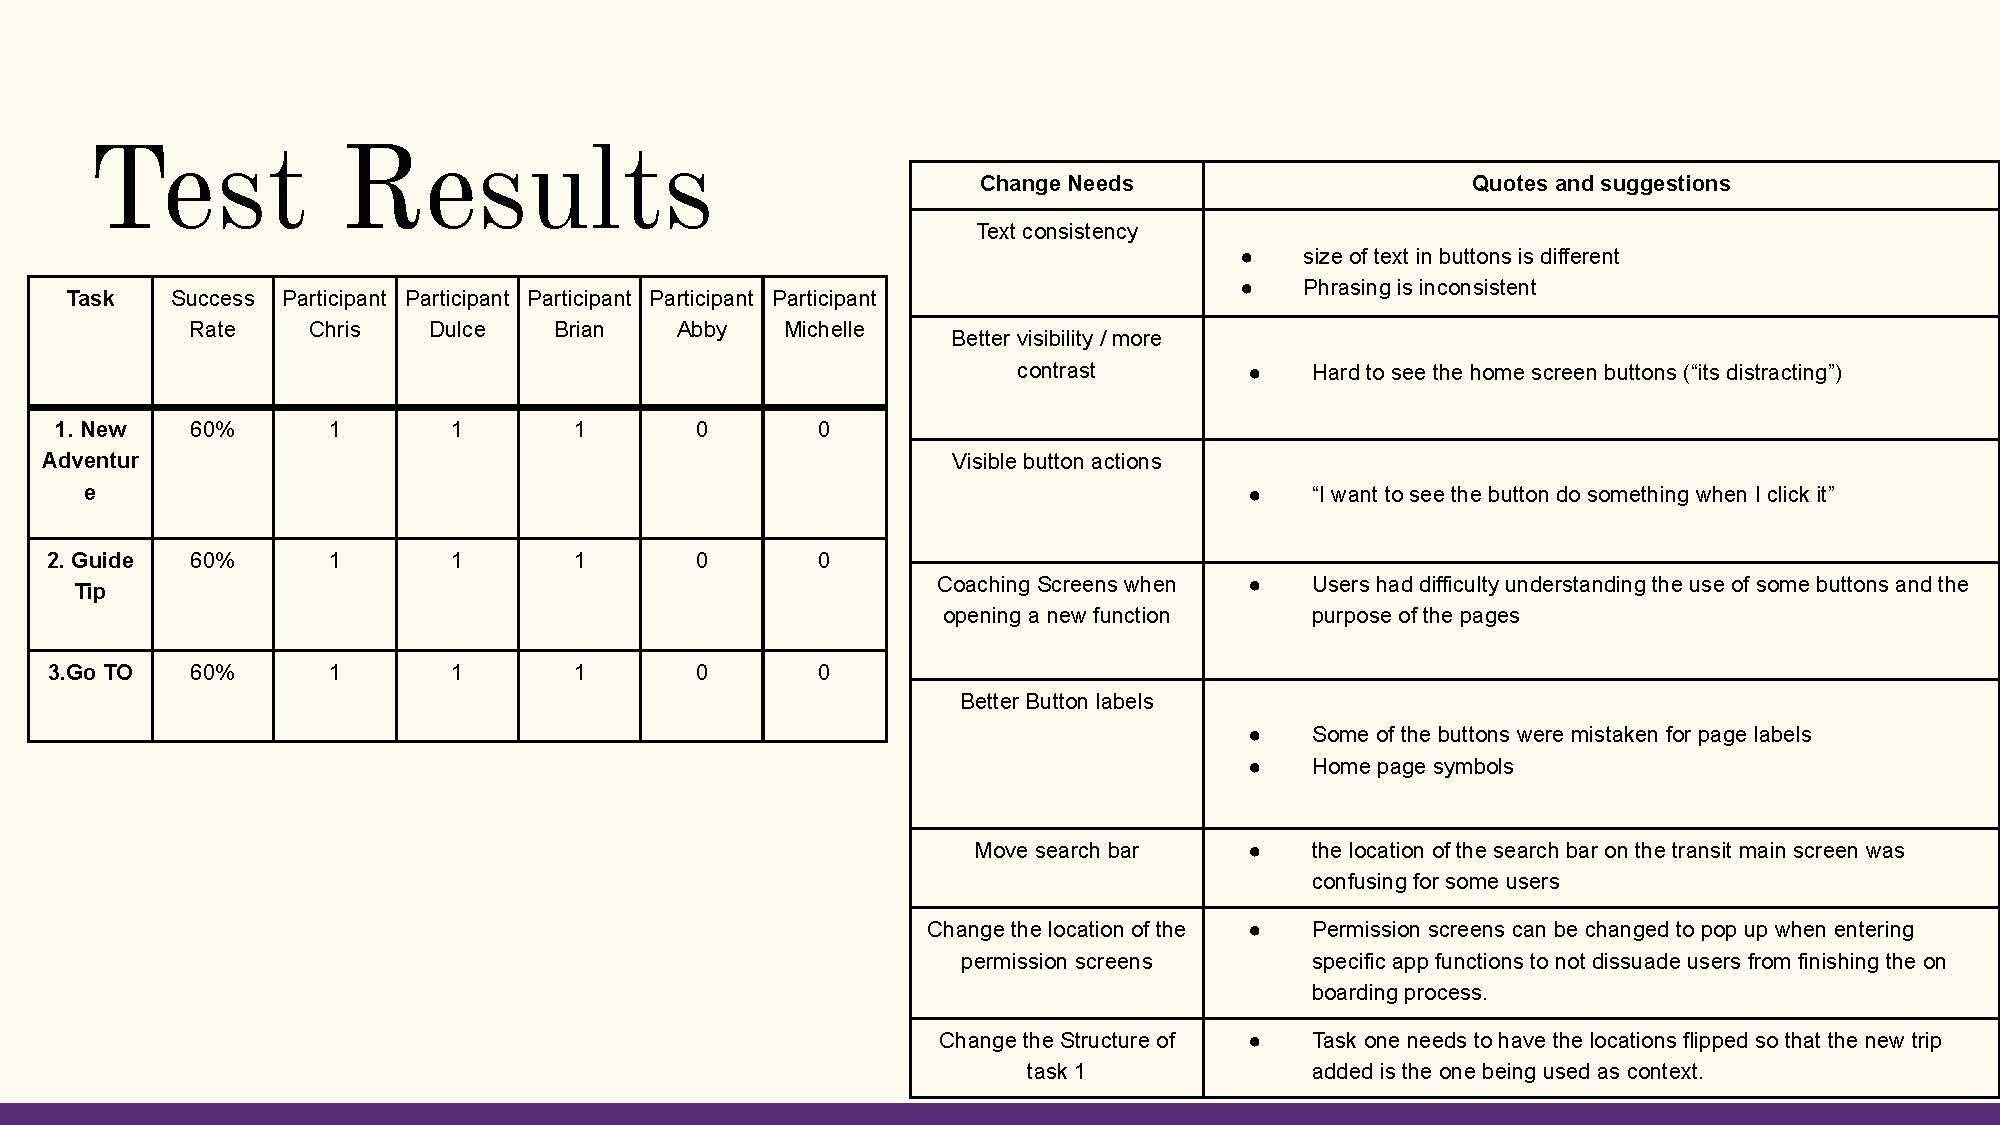 Test Results
Task
Success
Rate
Participant
Chris
Participant
Dulce
Participant
Brian
Participant
Abby
Participant
Michelle
1. New
Adventur
e
60%
1
1
1
0
0
2. Guide
Tip
60%
1
1
1
0
0
3.Go TO
60%
1
1
1
0
0
Change Needs
Quotes and suggestions
Text consistency
● size of text in buttons is different
● Phrasing is inconsistent
Better visibility / more
contrast
● Hard to see the home screen buttons (“its distracting”)
Visible button actions
● “I want to see the button do something when I click it”
Coaching Screens when
opening a new function
● Users had difficulty understanding the use of some buttons and the
purpose of the pages
Better Button labels
● Some of the buttons were mistaken for page labels
● Home page symbols
Move search bar
● the location of the search bar on the transit main screen was
confusing for some users
Change the location of the
permission screens
● Permission screens can be changed to pop up when entering
specific app functions to not dissuade users from finishing the on
boarding process.
Change the Structure of
task 1
● Task one needs to have the locations flipped so that the new trip
added is the one being used as context.